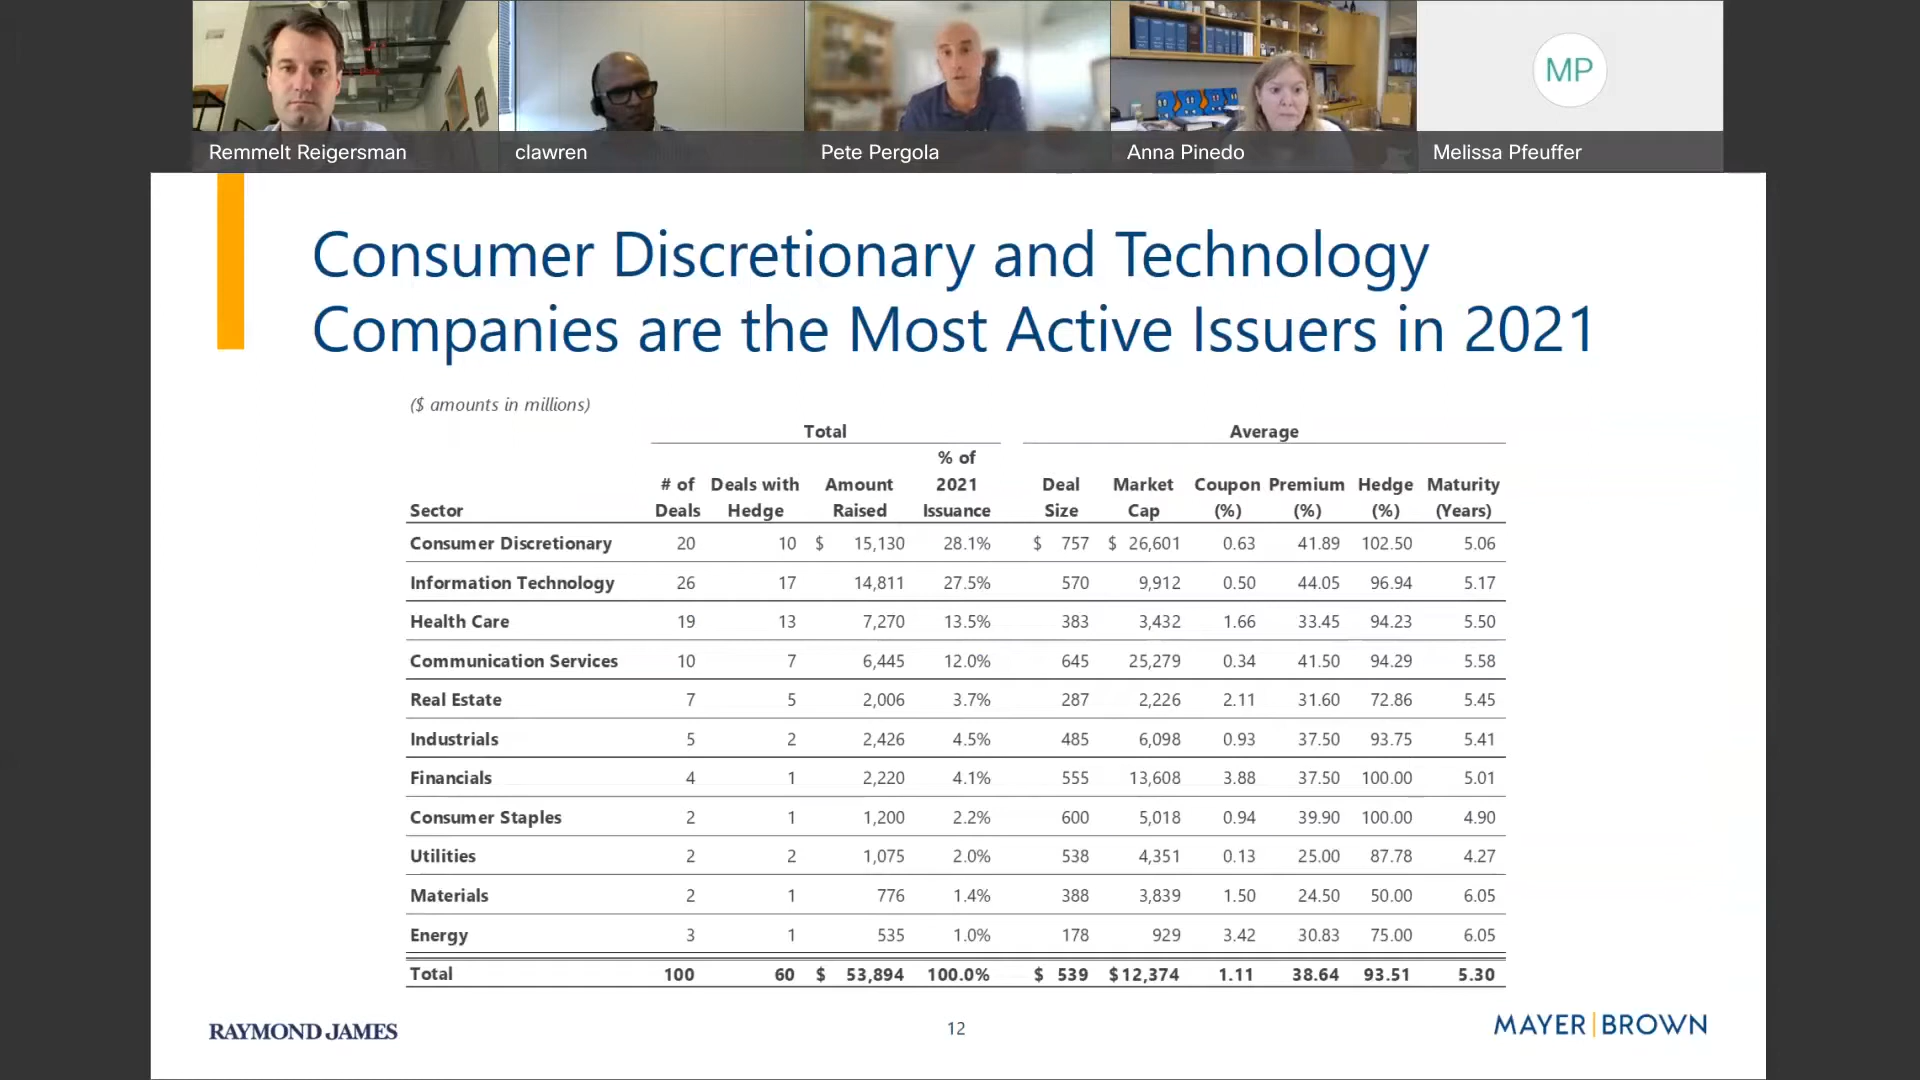 MP
Remmelt Reigersman
clawren
Pete Pergola
Anna Pinedo
Melissa Pfeuffer
Consumer Discretionary and Technology
Companies are the Most Active Issuers in 2021
($ amounts in millions)
Total Average
% of
# of Deals with Amount 2021 Deal Market Coupon Premium Hedge Maturity
Sector Deals Hedge Raised Issuance Size Cap (%) (%) (%) (Years)
Consumer Discretionary 20 10 $ 15,130 28.1% $ 757 $ 26,601 0.63 41.89 102.50 5.06
Information Technology 26 17 14,811 27.5% 570 9,912 0.50 44.05 96.94 5.17
Health Care 19 13 7,270 13.5% 383 3,432 1.66 33.45 94.23 5.50
Communication Services 10 7 6,445 12.0% 645 25,279 0.34 41.50 94.29 5.58
Real Estate 7 5 2,006 3.7% 287 2,226 2.11 31.60 72.86 5.45
Industrials 5 2 2,426 4.5% 485 6,098 0.93 37.50 93.75 5.41
Financials 4 1 2,220 4.1% 555 13,608 3.88 37.50 100.00 5.01
Consumer Staples 2 1 1,200 2.2% 600 5,018 0.94 39.90 100.00 4.90
Utilities 2 2 1,075 2.0% 538 4,351 0.13 25.00 87.78 4.27
Materials 2 1 776 1.4% 388 3,839 1.50 24.50 50.00 6.05
Energy 3 1 535 1.0% 178 929 3.42 30.83 75.00 6.05
Total 100 60 $ 53,894 100.0% $ 539 $12,374 1.11 38.64 93.51 5.30
RAYMOND JAMES
12
MAYER|BROWN